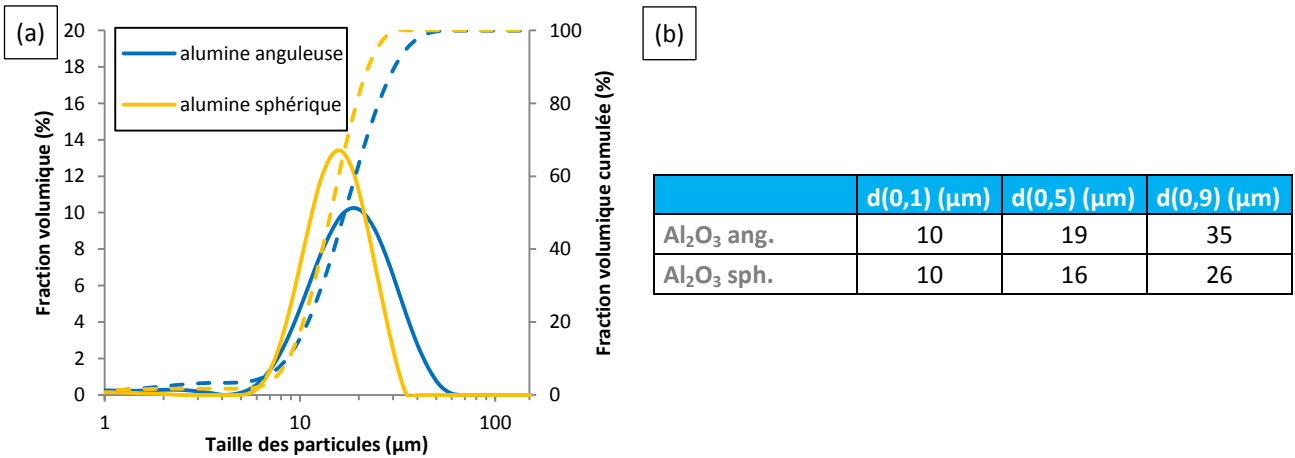 (a)
Fraction volumique (%)
20
18
16
14
12
10
8
6
4
2
0
alumine anguleuse
alumine sphérique
100
80
60
40
20
0
Fraction volumique cumulée (%)
1 10 100
Taille des particules (µm)
(b)
d(0,1) (µm) d(0,5) (µm) d(0,9) (µm)
Al₂O₃ ang. 10 19 35
Al₂O₃ sph. 10 16 26